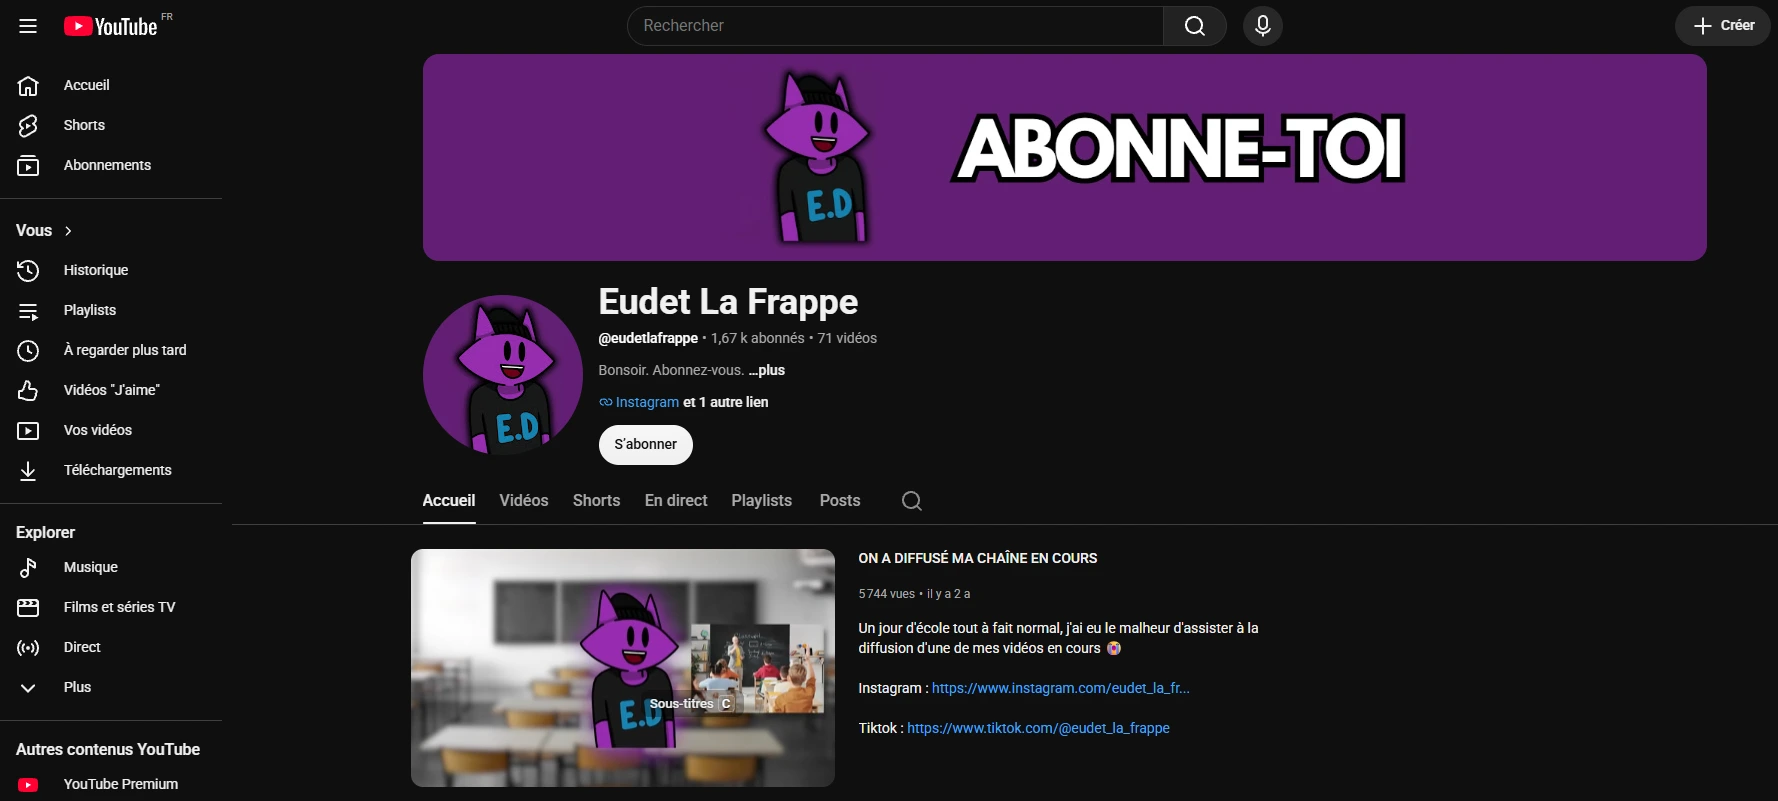 YouTube FR
Rechercher
Créer
Accueil
Shorts
Abonnements
Vous
Historique
Playlists
À regarder plus tard
Vidéos "J'aime"
Vos vidéos
Téléchargements
Explorer
Musique
Films et séries TV
Direct
Plus
Autres contenus YouTube
YouTube Premium
E.D
ABONNE-TOI
E.D
Eudet La Frappe
@eudetlafrappe • 1,67 k abonnés • 71 vidéos
Bonsoir. Abonnez-vous. ...plus
Instagram et 1 autre lien
S'abonner
Accueil Vidéos Shorts En direct Playlists Posts
E.D
Sous-titres C
ON A DIFFUSÉ MA CHAÎNE EN COURS
5 744 vues • il y a 2 a
Un jour d'école tout à fait normal, j'ai eu le malheur d'assister à la
diffusion d'une de mes vidéos en cours
Instagram : https://www.instagram.com/eudet_la_fr...
Tiktok : https://www.tiktok.com/@eudet_la_frappe